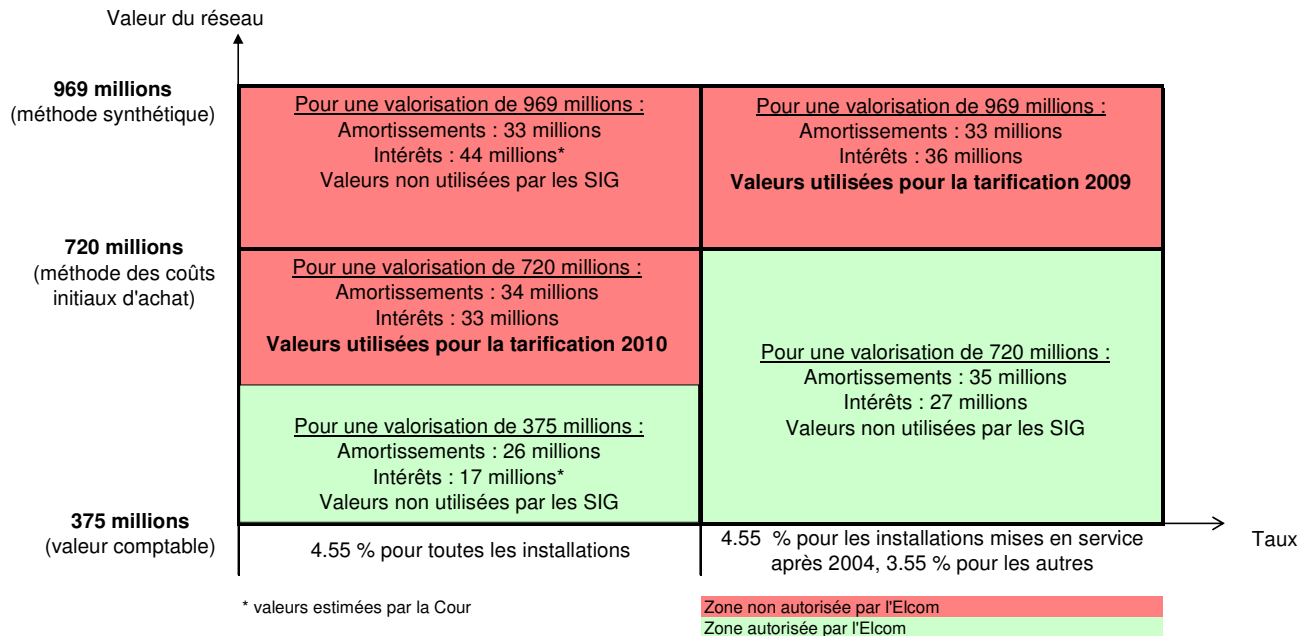 Valeur du réseau
969 millions
(méthode synthétique)
Pour une valorisation de 969 millions :
Amortissements : 33 millions
Intérêts : 44 millions*
Valeurs non utilisées par les SIG
Pour une valorisation de 969 millions :
Amortissements : 33 millions
Intérêts : 36 millions
Valeurs utilisées pour la tarification 2009
720 millions
(méthode des coûts
initiaux d'achat)
Pour une valorisation de 720 millions :
Amortissements : 34 millions
Intérêts : 33 millions
Valeurs utilisées pour la tarification 2010
Pour une valorisation de 720 millions :
Amortissements : 35 millions
Intérêts : 27 millions
Valeurs non utilisées par les SIG
Pour une valorisation de 375 millions :
Amortissements : 26 millions
Intérêts : 17 millions*
Valeurs non utilisées par les SIG
375 millions
(valeur comptable)
4.55 % pour toutes les installations
4.55 % pour les installations mises en service
après 2004, 3.55 % pour les autres
Taux
* valeurs estimées par la Cour
Zone non autorisée par l'Elcom
Zone autorisée par l'Elcom